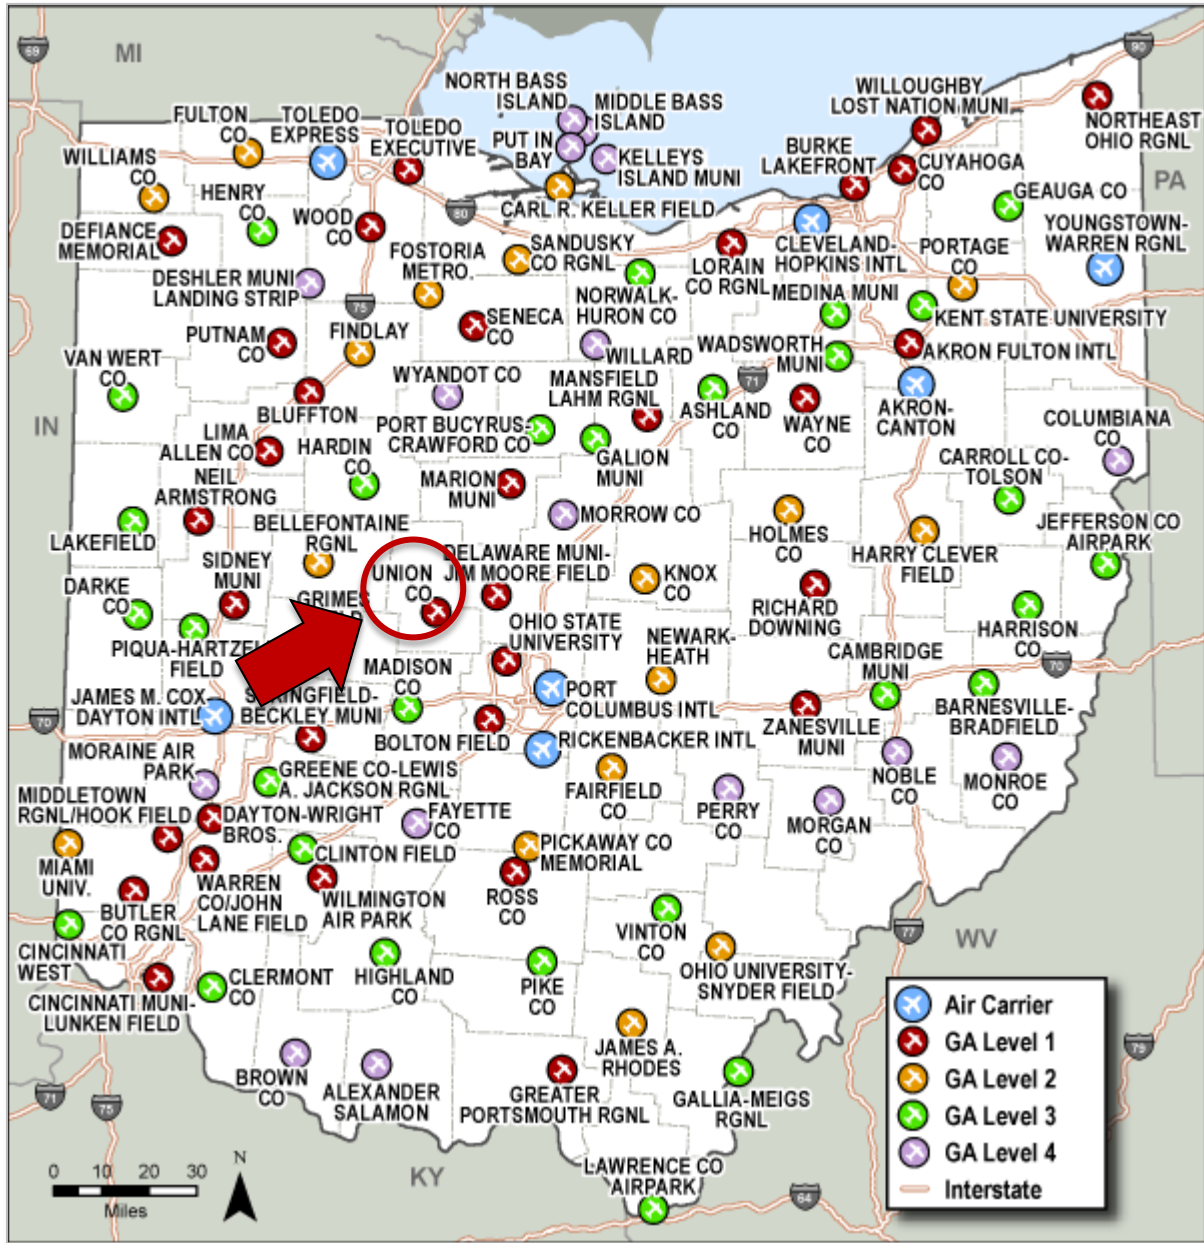 MI
69
90
NORTH BASS
ISLAND
MIDDLE BASS
ISLAND
PUT IN
BAY
KELLEYS
ISLAND MUNI
WILLOUGHBY
LOST NATION MUNI
NORTHEAST
OHIO RGNL
PA
FULTON
CO
TOLEDO
EXPRESS
TOLEDO
EXECUTIVE
BURKE
LAKEFRONT
CUYAHOGA
CO
GEAUGA CO
WILLIAMS
CO
HENRY
CO
WOOD
CO
80
CARL R. KELLER FIELD
YOUNGSTOWN-
WARREN RGNL
DEFIANCE
MEMORIAL
FOSTORIA
METRO.
SANDUSKY
CO RGNL
LORAIN
CO RGNL
CLEVELAND-
HOPKINS INTL
PORTAGE
CO
DESHLER MUNI
LANDING STRIP
75
NORWALK-
HURON CO
MEDINA MUNI
KENT STATE UNIVERSITY
PUTNAM
CO
FINDLAY
SENECA
CO
WILLARD
WADSWORTH
MUNI
AKRON FULTON INTL
VAN WERT
CO
BLUFFTON
WYANDOT CO
MANSFIELD
LAHM RGNL
71
ASHLAND
CO
WAYNE
CO
AKRON-
CANTON
COLUMBIANA
CO
IN
LIMA
ALLEN CO
HARDIN
CO
PORT BUCYRUS-
CRAWFORD CO
GALION
MUNI
CARROLL CO-
TOLSON
NEIL
ARMSTRONG
MARION
MUNI
MORROW CO
HOLMES
CO
HARRY CLEVER
FIELD
JEFFERSON CO
AIRPARK
LAKEFIELD
BELLEFONTAINE
RGNL
SIDNEY
MUNI
UNION
CO
DELAWARE MUNI-
JIM MOORE FIELD
KNOX
CO
RICHARD
DOWNING
DARKE
CO
GRIMES
HARRISON
CO
PIQUA-HARTZELL
FIELD
OHIO STATE
UNIVERSITY
NEWARK-
HEATH
CAMBRIDGE
MUNI
70
MADISON
CO
JAMES M. COX-
DAYTON INTL
70
SPRINGFIELD-
BECKLEY MUNI
BOLTON FIELD
PORT
COLUMBUS INTL
ZANESVILLE
MUNI
BARNESVILLE-
BRADFIELD
MORAINE AIR
PARK
RICKENBACKER INTL
NOBLE
CO
MONROE
CO
GREENE CO-LEWIS
A. JACKSON RGNL
FAIRFIELD
CO
PERRY
CO
MORGAN
CO
MIDDLETOWN
RGNL/HOOK FIELD
DAYTON-WRIGHT
BROS.
FAYETTE
CO
MIAMI
UNIV.
CLINTON FIELD
PICKAWAY CO
MEMORIAL
WARREN
CO/JOHN
LANE FIELD
WILMINGTON
AIR PARK
ROSS
CO
BUTLER
CO RGNL
VINTON
CO
77
WV
CINCINNATI
WEST
CLERMONT
CO
HIGHLAND
CO
PIKE
CO
OHIO UNIVERSITY-
SNYDER FIELD
CINCINNATI MUNI-
LUNKEN FIELD
JAMES A.
RHODES
BROWN
CO
ALEXANDER
SALAMON
GREATER
PORTSMOUTH RGNL
GALLIA-MEIGS
RGNL
71
75
79
KY
LAWRENCE CO
AIRPARK
64
Air Carrier
GA Level 1
GA Level 2
GA Level 3
GA Level 4
Interstate
0 10 20 30
Miles
N